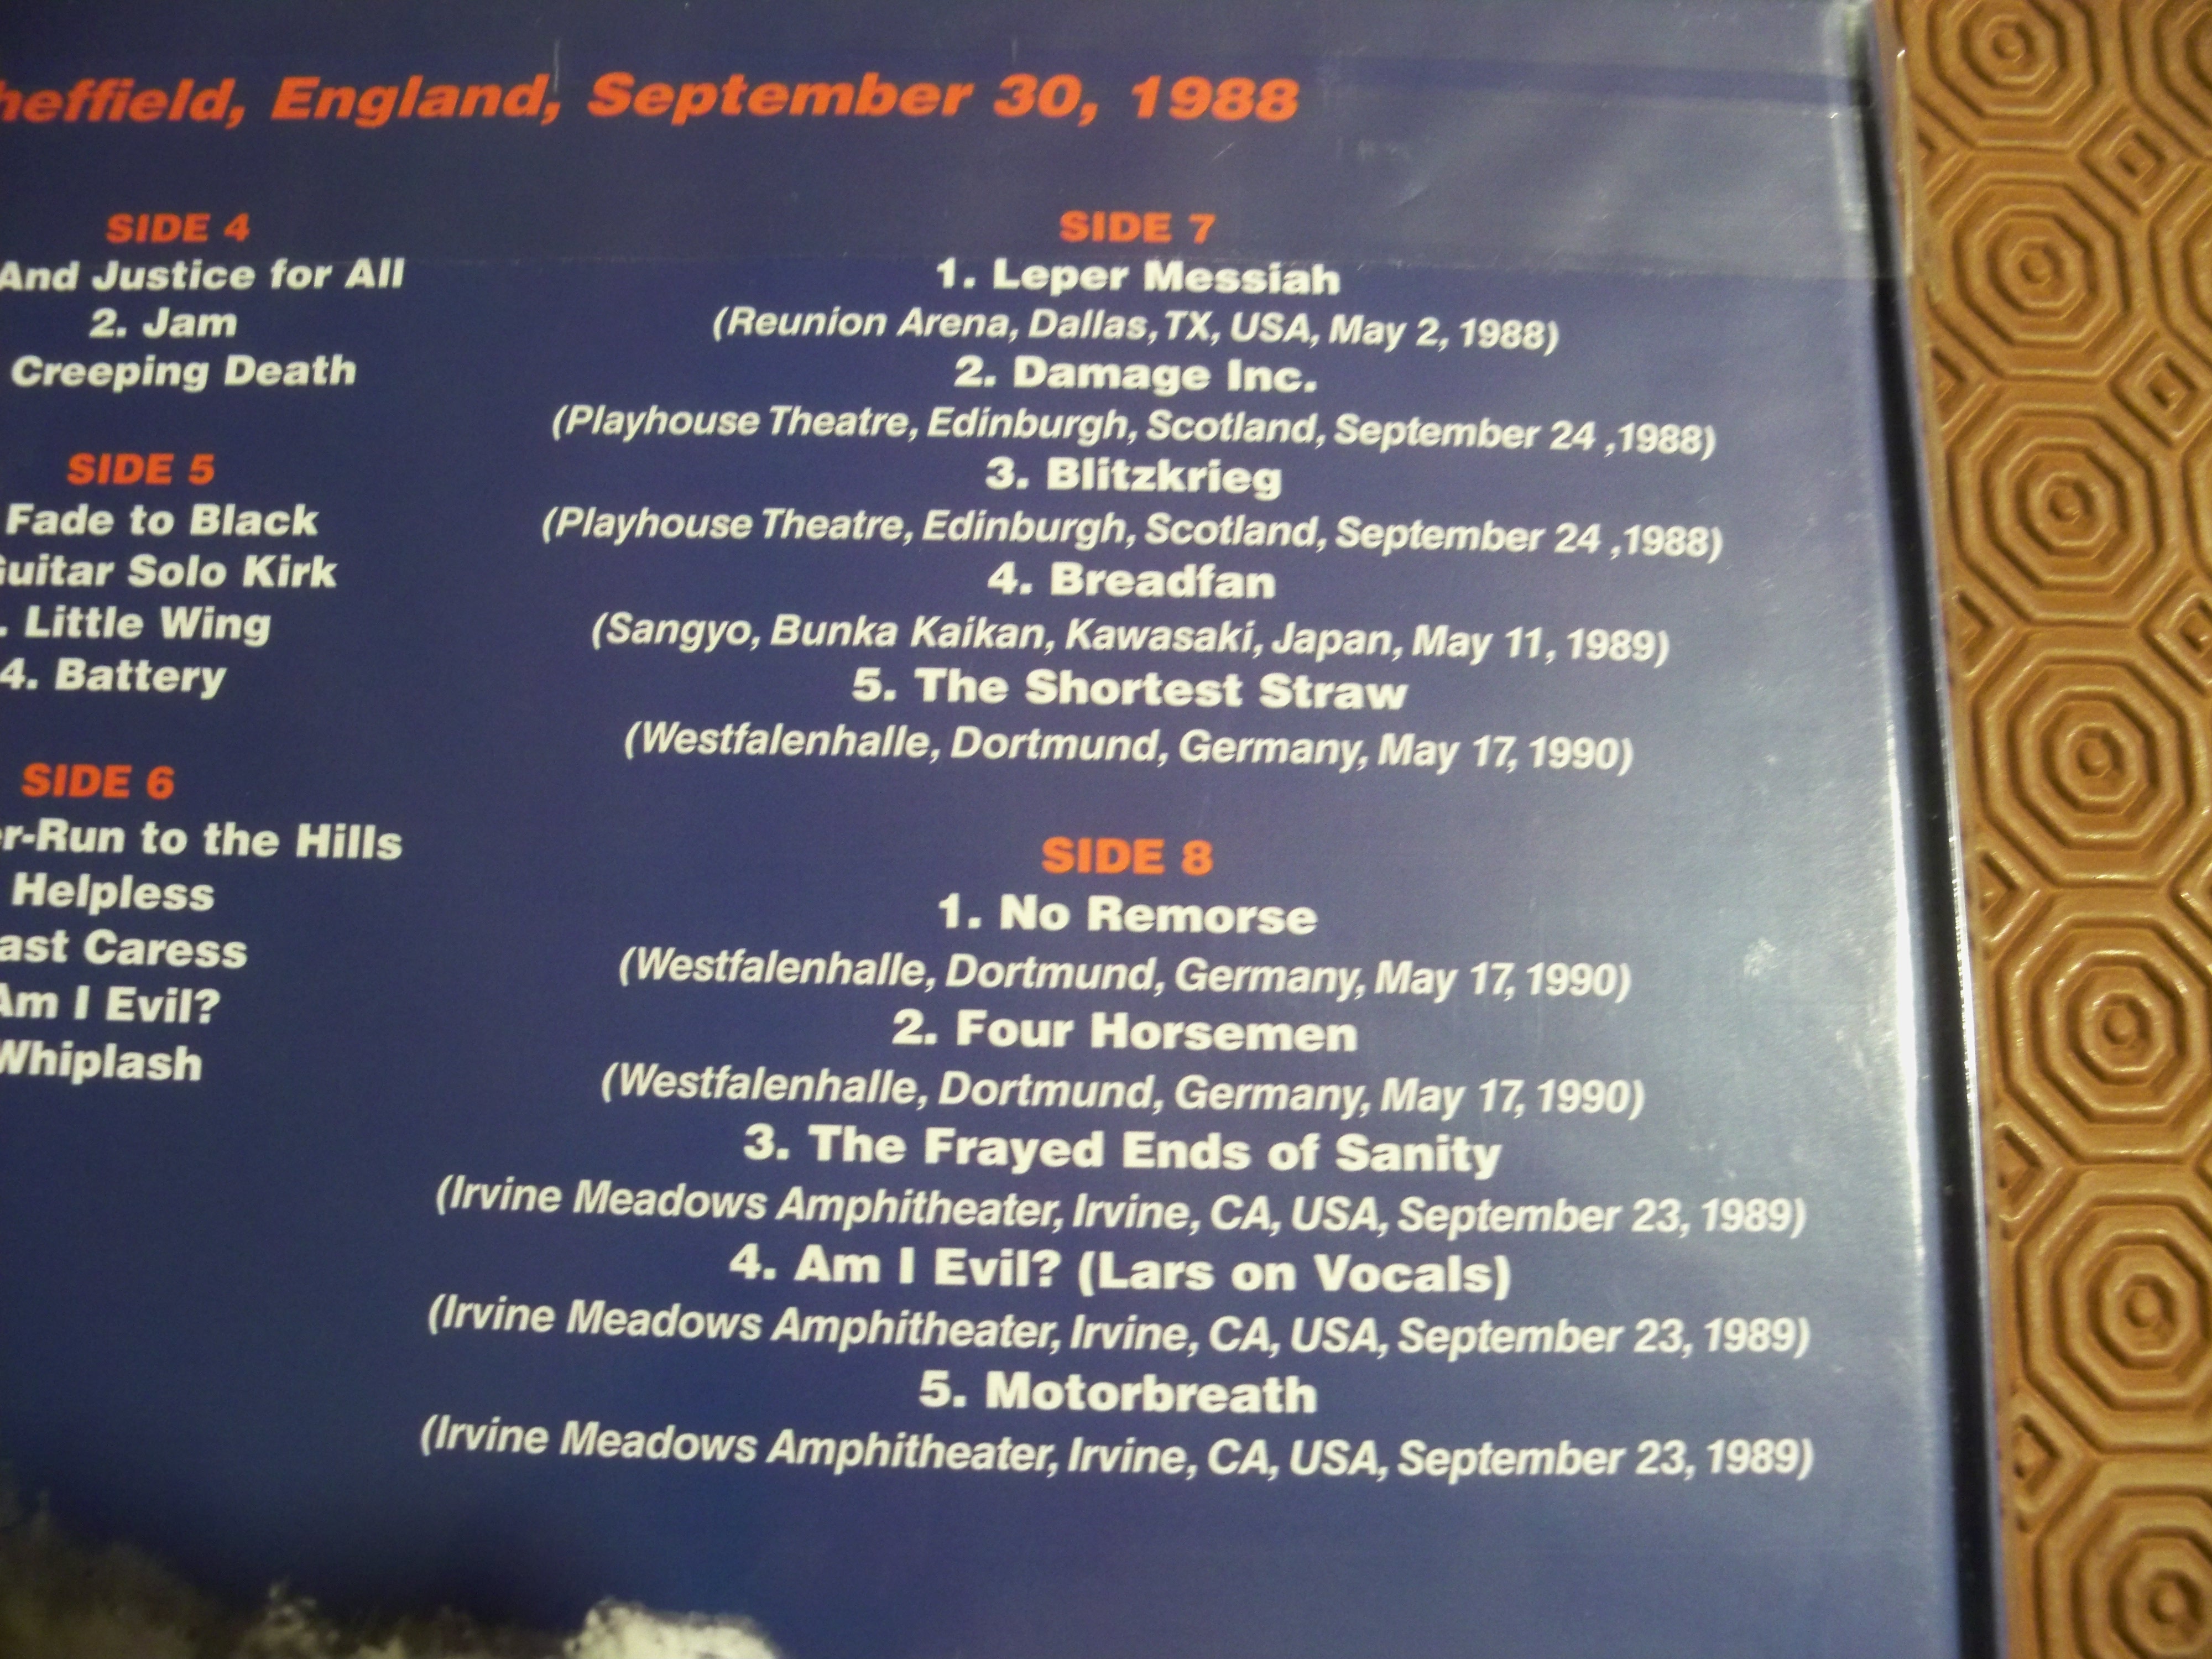 heffield, England, September 30, 1988
SIDE 4
And Justice for All
2. Jam
Creeping Death
SIDE 5
Fade to Black
Guitar Solo Kirk
. Little Wing
4. Battery
SIDE 6
r-Run to the Hills
Helpless
ast Caress
Am I Evil?
Whiplash
SIDE 7
1. Leper Messiah
(Reunion Arena, Dallas, TX, USA, May 2, 1988)
2. Damage Inc.
(Playhouse Theatre, Edinburgh, Scotland, September 24 ,1988)
3. Blitzkrieg
(Playhouse Theatre, Edinburgh, Scotland, September 24 ,1988)
4. Breadfan
(Sangyo, Bunka Kaikan, Kawasaki, Japan, May 11, 1989)
5. The Shortest Straw
(Westfalenhalle, Dortmund, Germany, May 17, 1990)
SIDE 8
1. No Remorse
(Westfalenhalle, Dortmund, Germany, May 17, 1990)
2. Four Horsemen
(Westfalenhalle, Dortmund, Germany, May 17, 1990)
3. The Frayed Ends of Sanity
(Irvine Meadows Amphitheater, Irvine, CA, USA, September 23, 1989)
4. Am I Evil? (Lars on Vocals)
(Irvine Meadows Amphitheater, Irvine, CA, USA, September 23, 1989)
5. Motorbreath
(Irvine Meadows Amphitheater, Irvine, CA, USA, September 23, 1989)